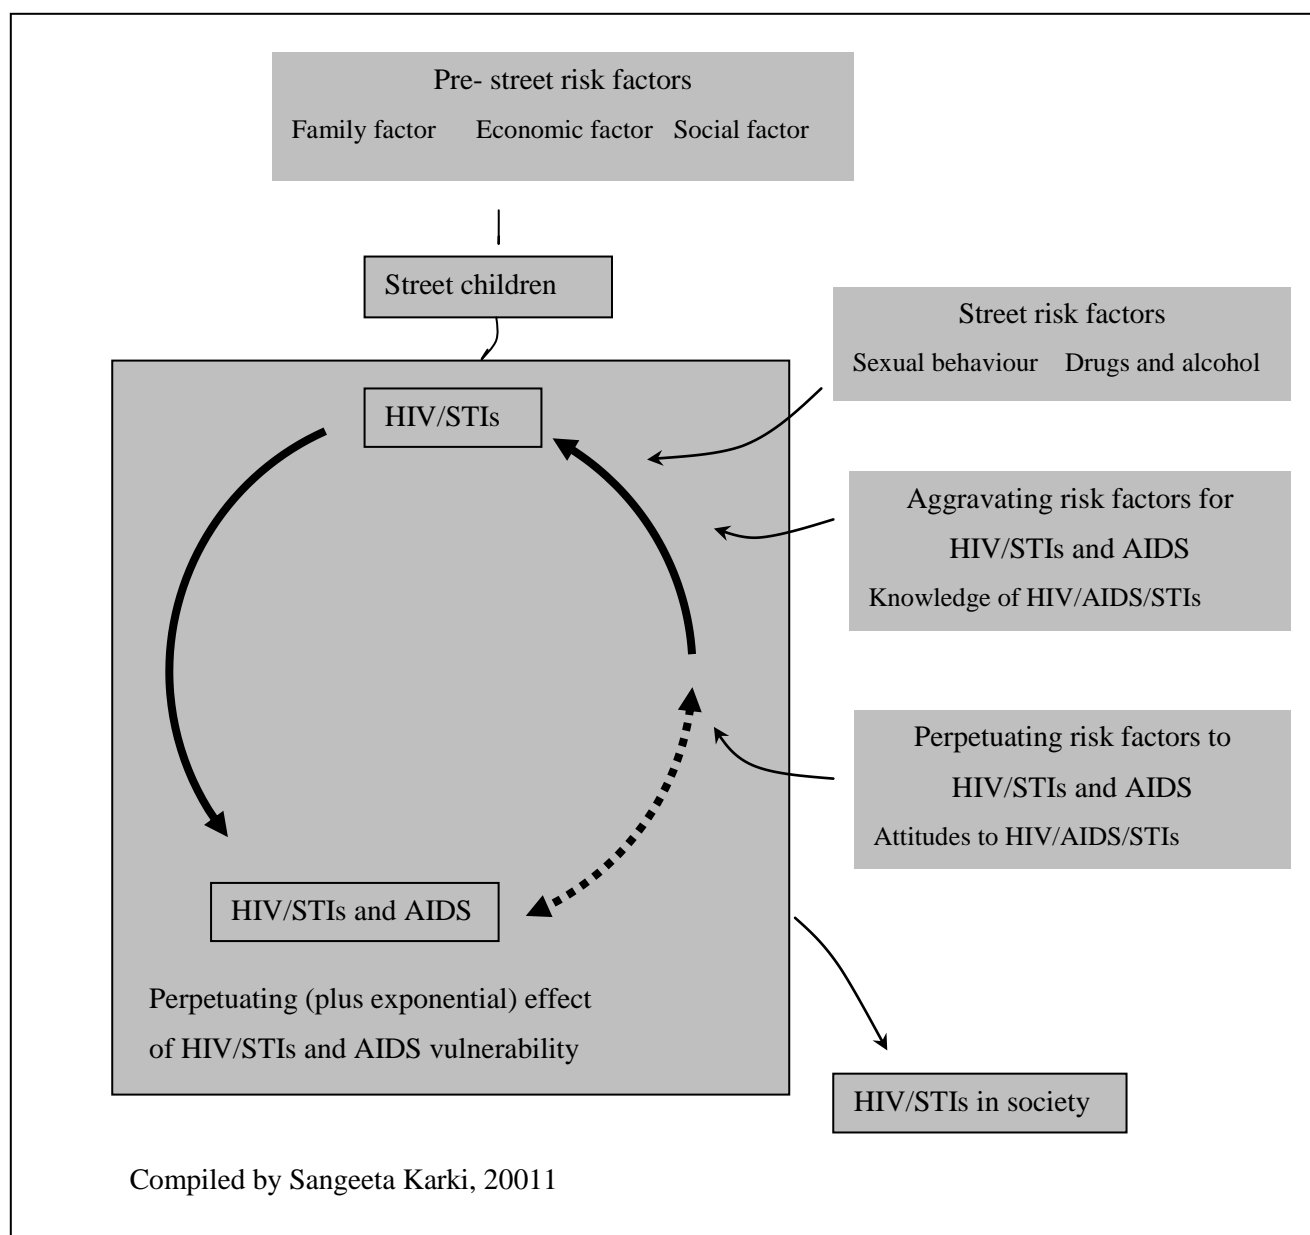 Pre- street risk factors
Family factor Economic factor Social factor
Street children
Street risk factors
Sexual behaviour Drugs and alcohol
HIV/STIs
Aggravating risk factors for
HIV/STIs and AIDS
Knowledge of HIV/AIDS/STIs
Perpetuating risk factors to
HIV/STIs and AIDS
Attitudes to HIV/AIDS/STIs
HIV/STIs and AIDS
Perpetuating (plus exponential) effect
of HIV/STIs and AIDS vulnerability
HIV/STIs in society
Compiled by Sangeeta Karki, 20011